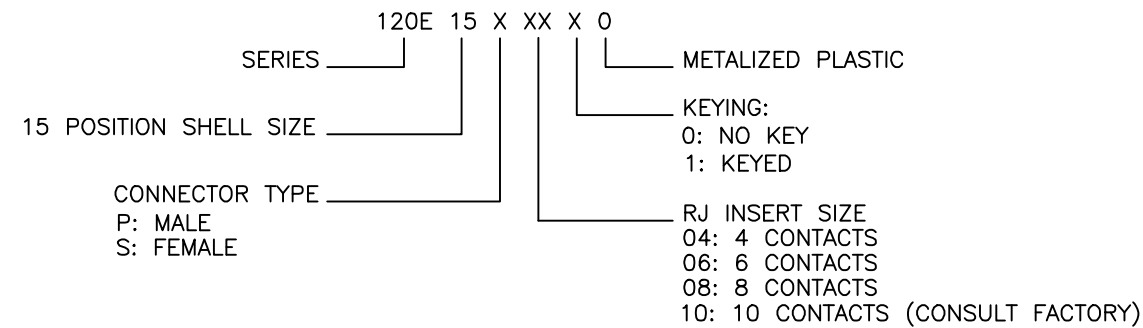 120E 15 X XX X 0
SERIES
METALIZED PLASTIC
15 POSITION SHELL SIZE
KEYING:
0: NO KEY
1: KEYED
CONNECTOR TYPE
P: MALE
S: FEMALE
RJ INSERT SIZE
04: 4 CONTACTS
06: 6 CONTACTS
08: 8 CONTACTS
10: 10 CONTACTS (CONSULT FACTORY)